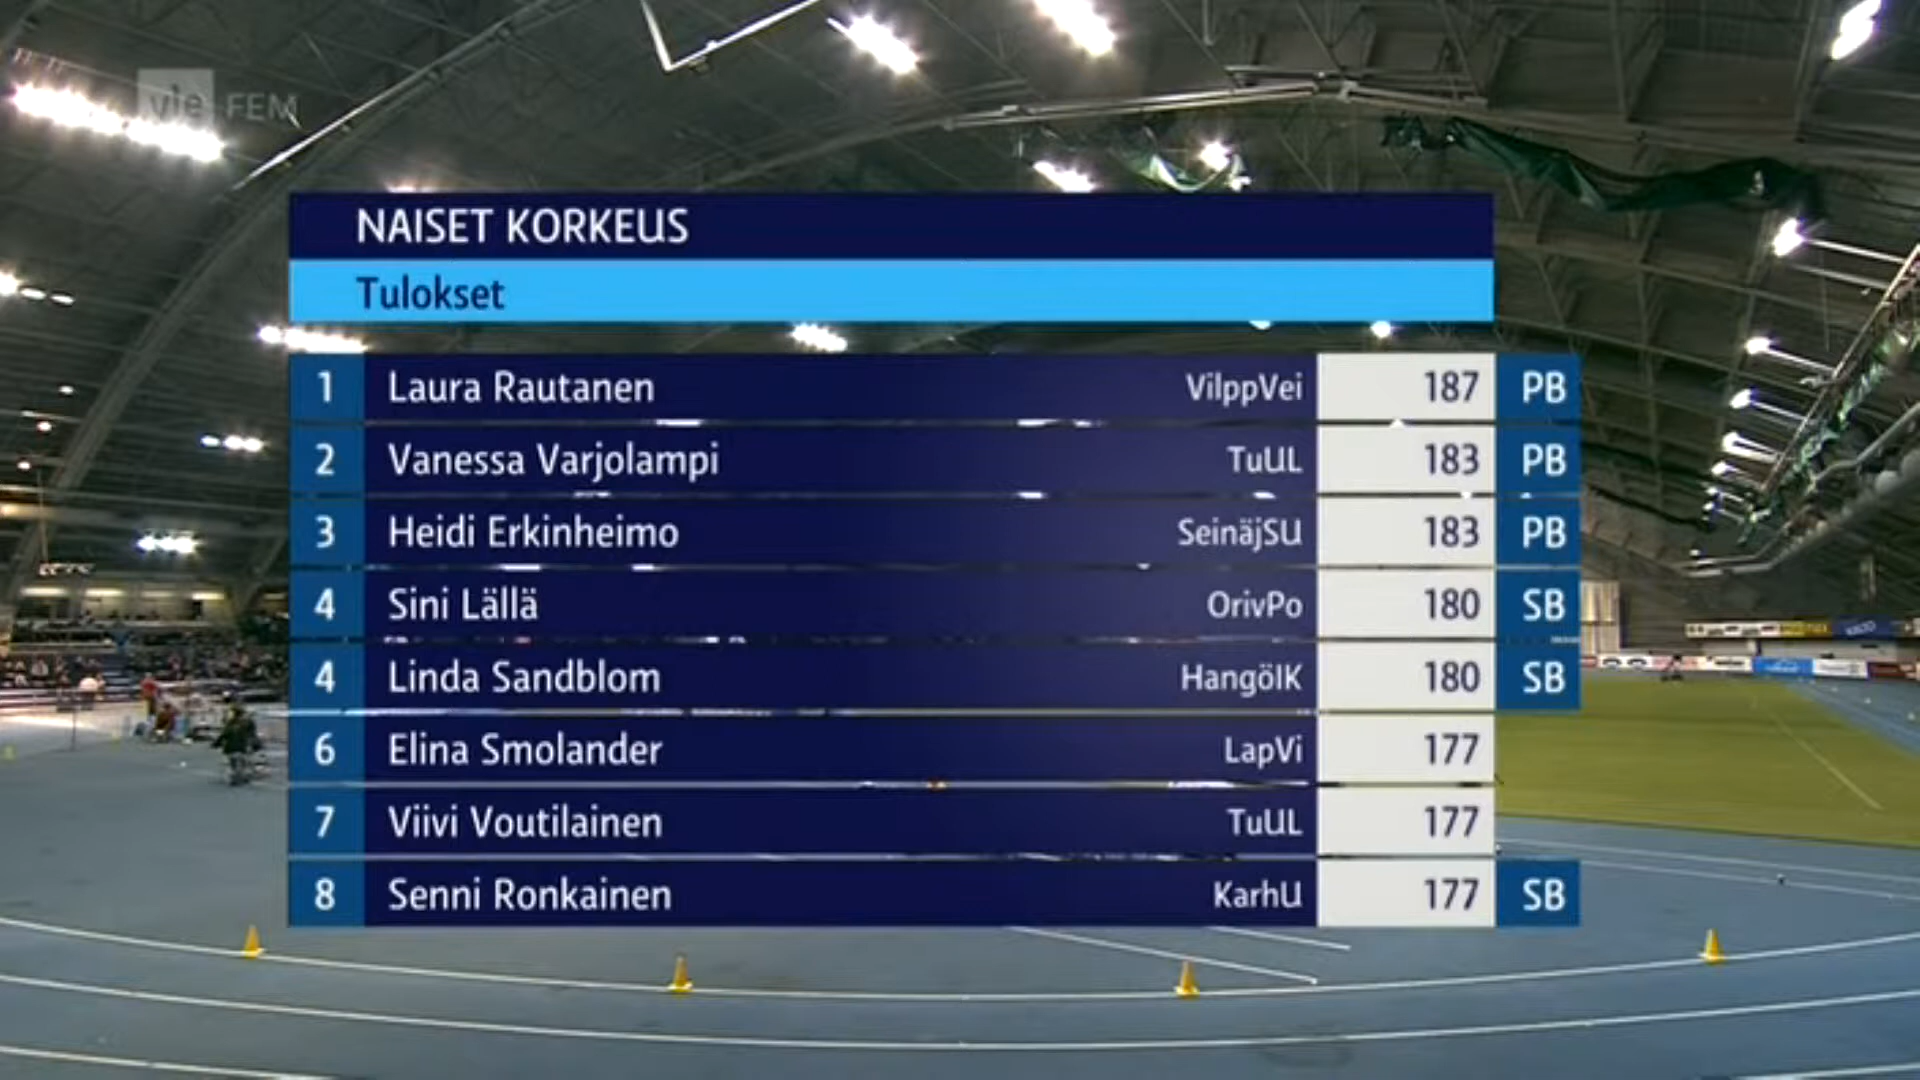 yle FEM
NAISET KORKEUS
Tulokset
1 Laura Rautanen VilppVei 187 PB
2 Vanessa Varjolampi TuUL 183 PB
3 Heidi Erkinheimo SeinäjSU 183 PB
4 Sini Lällä OrivPo 180 SB
4 Linda Sandblom HangöIK 180 SB
6 Elina Smolander LapVi 177
7 Viivi Voutilainen TuUL 177
8 Senni Ronkainen KarhU 177 SB